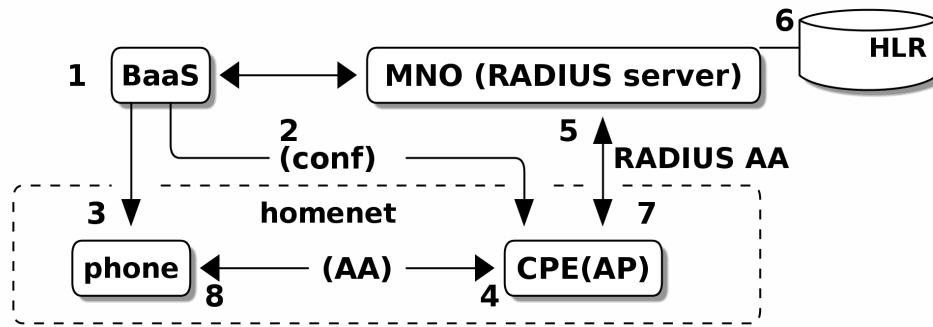 6
HLR
1
BaaS
MNO (RADIUS server)
2
(conf)
5
RADIUS AA
3
homenet
7
phone
(AA)
CPE(AP)
8
4